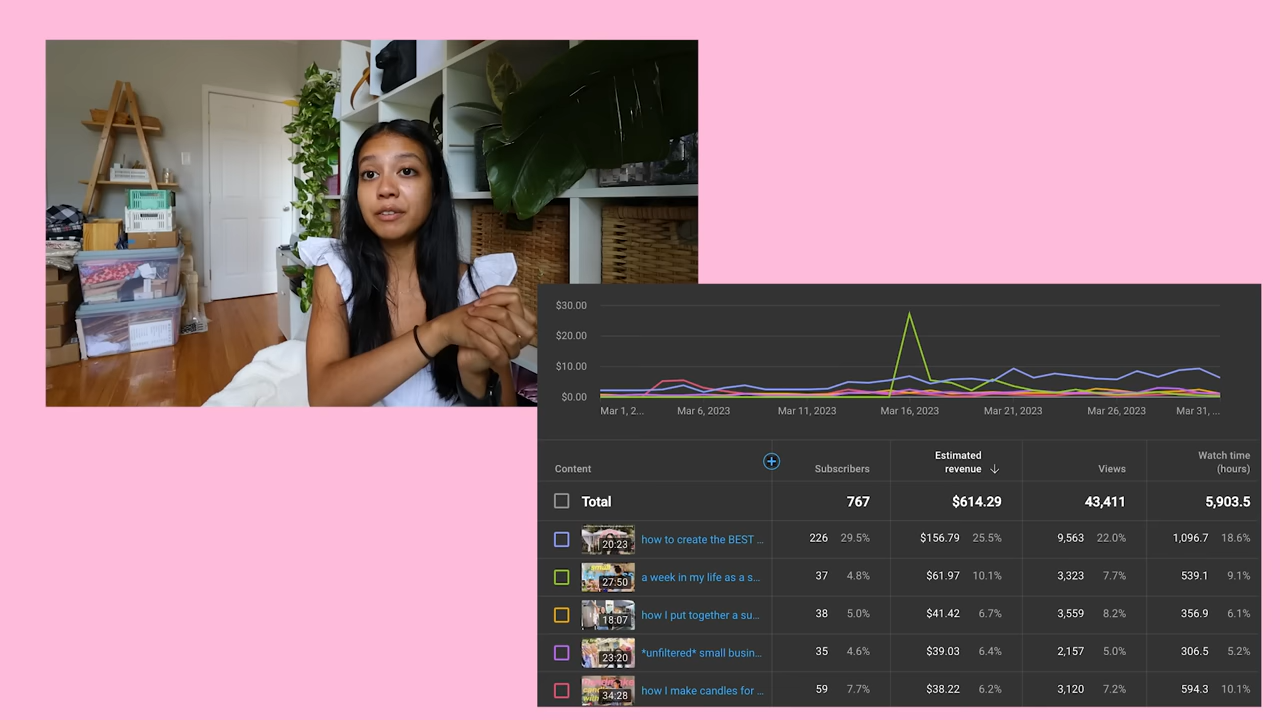 $30.00
$20.00
$10.00
$0.00
Mar 1, 2... Mar 6, 2023 Mar 11, 2023 Mar 16, 2023 Mar 21, 2023 Mar 26, 2023 Mar 31, ...
Content Subscribers Estimated revenue Views Watch time (hours)
Total 767 $614.29 43,411 5,903.5
20:23 how to create the BEST ... 226 29.5% $156.79 25.5% 9,563 22.0% 1,096.7 18.6%
27:50 a week in my life as a s... 37 4.8% $61.97 10.1% 3,323 7.7% 539.1 9.1%
18:07 how I put together a su... 38 5.0% $41.42 6.7% 3,559 8.2% 356.9 6.1%
23:20 *unfiltered* small busin... 35 4.6% $39.03 6.4% 2,157 5.0% 306.5 5.2%
34:28 how I make candles for ... 59 7.7% $38.22 6.2% 3,120 7.2% 594.3 10.1%